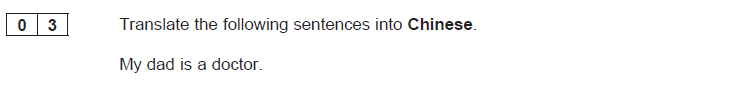 0 3 Translate the following sentences into Chinese.
My dad is a doctor.